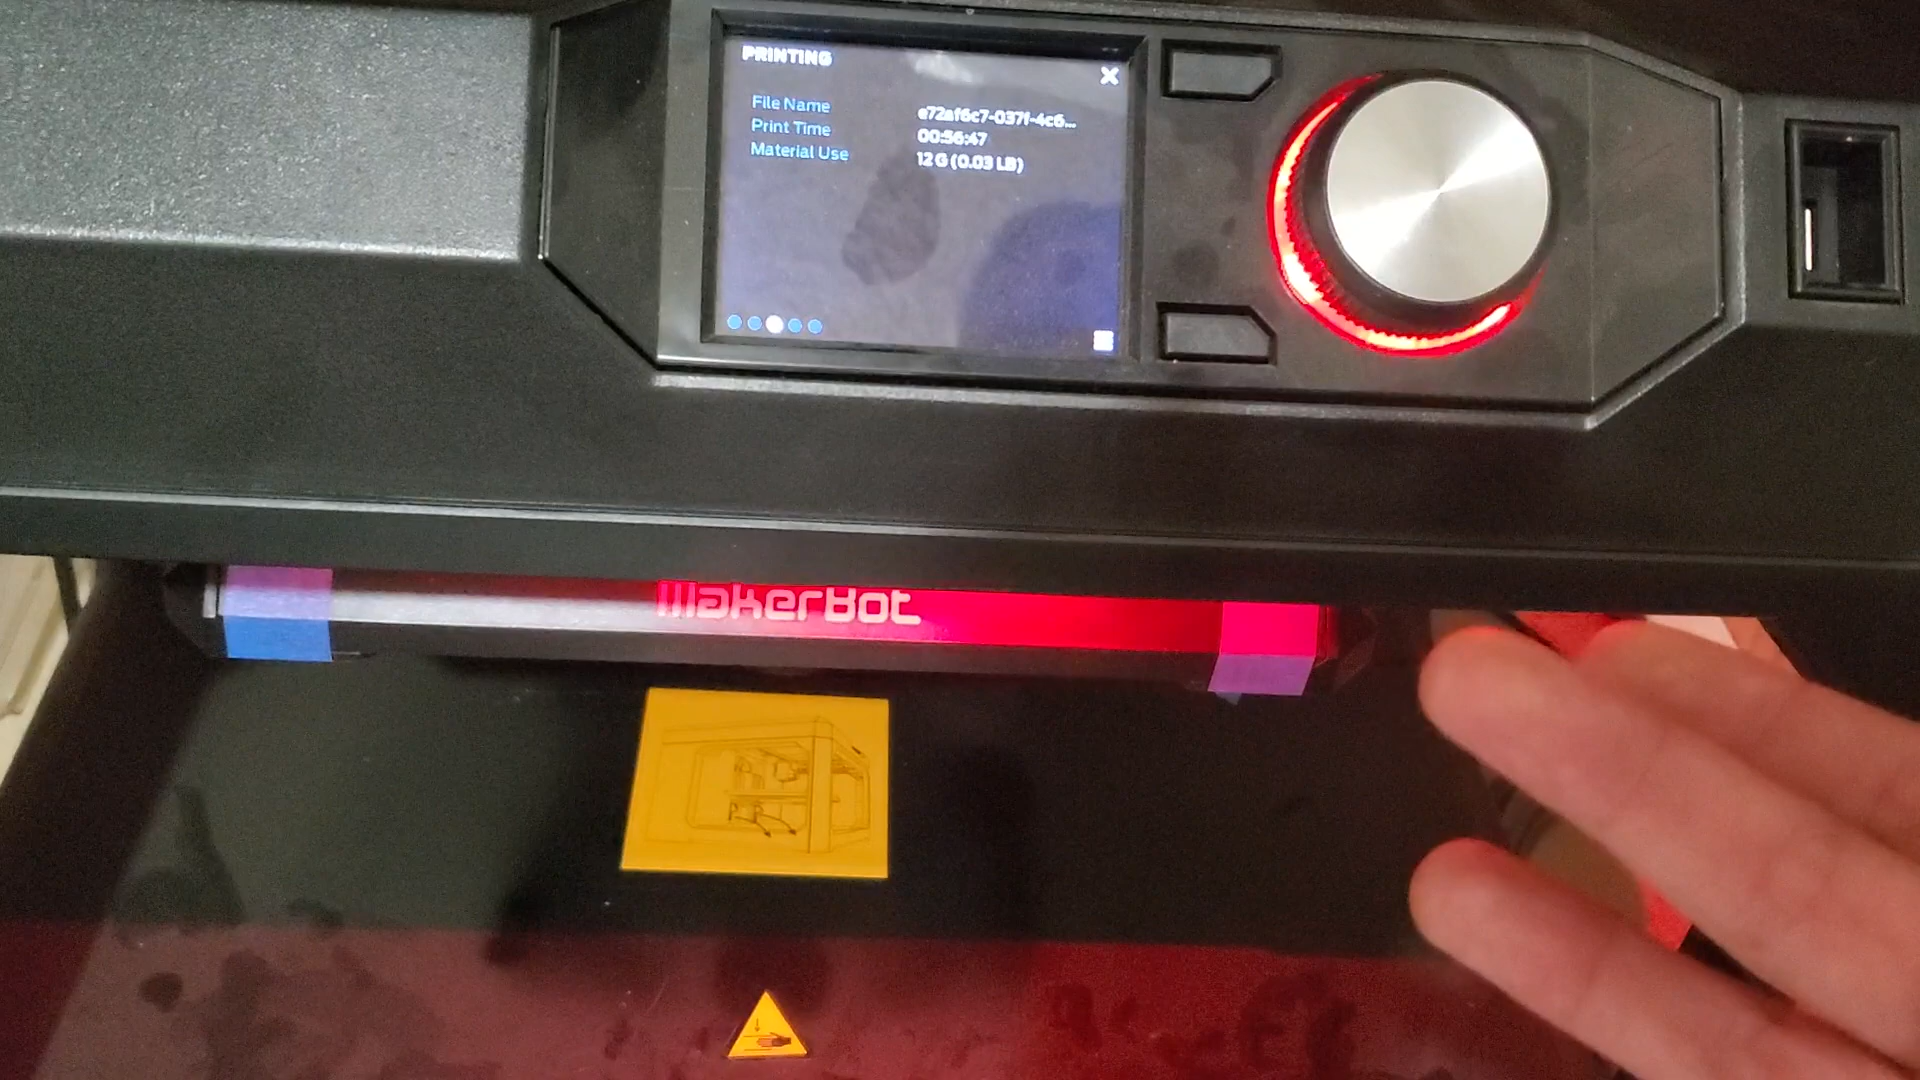 PRINTING
File Name e72af6c7-037f-4c6...
Print Time 00:56:47
Material Use 12 G (0.03 LB)
MakerBot